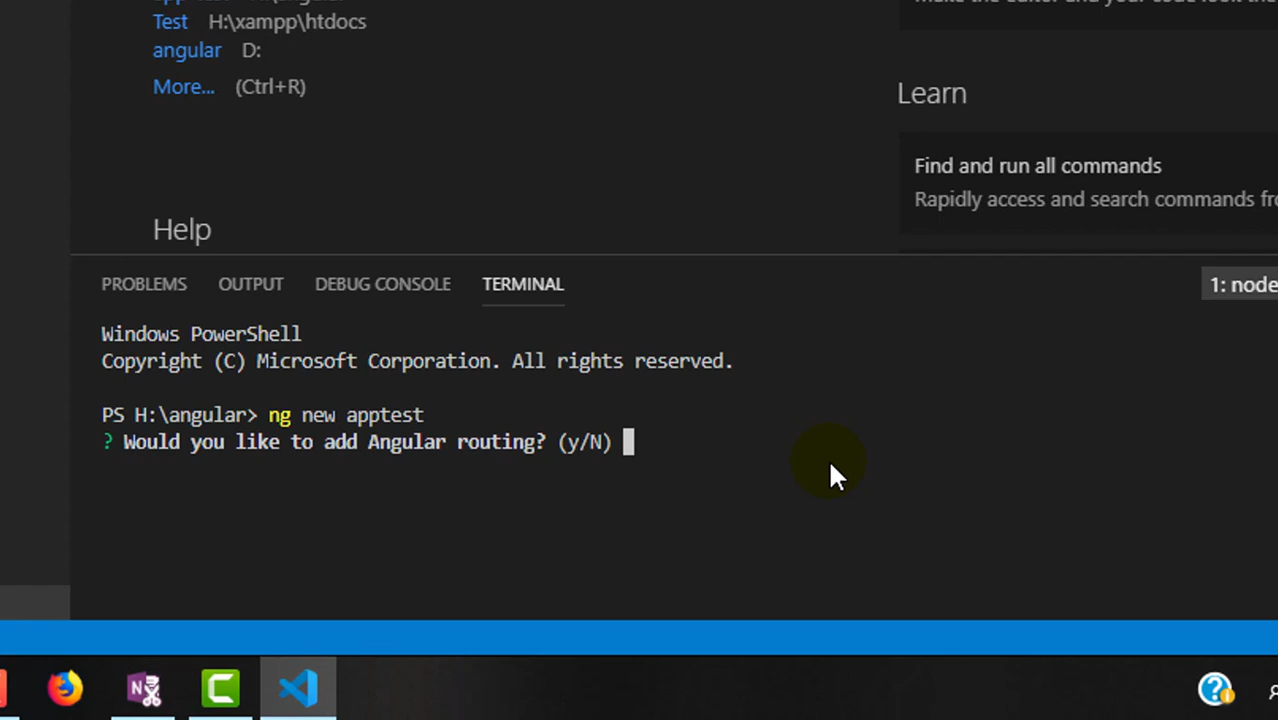 Test H:\xampp\htdocs
angular D:
More... (Ctrl+R)
Learn
Find and run all commands
Rapidly access and search commands
Help
PROBLEMS OUTPUT DEBUG CONSOLE TERMINAL
1: node
Windows PowerShell
Copyright (C) Microsoft Corporation. All rights reserved.
PS H:\angular> ng new apptest
? Would you like to add Angular routing? (y/N)